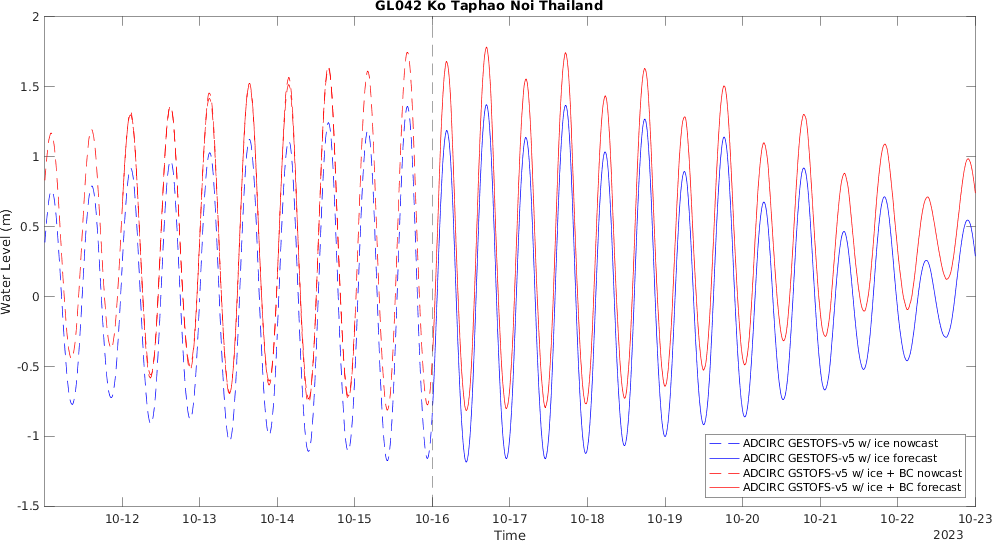 GL042 Ko Taphao Noi Thailand
2
1.5
1
0.5
0
-0.5
-1
-1.5
Water Level (m)
ADCIRC GESTOFS-v5 w/ ice nowcast
ADCIRC GESTOFS-v5 w/ ice forecast
ADCIRC GSTOFS-v5 w/ ice + BC nowcast
ADCIRC GSTOFS-v5 w/ ice + BC forecast
10-12 10-13 10-14 10-15 10-16 10-17 10-18 10-19 10-20 10-21 10-22 10-23
Time
2023